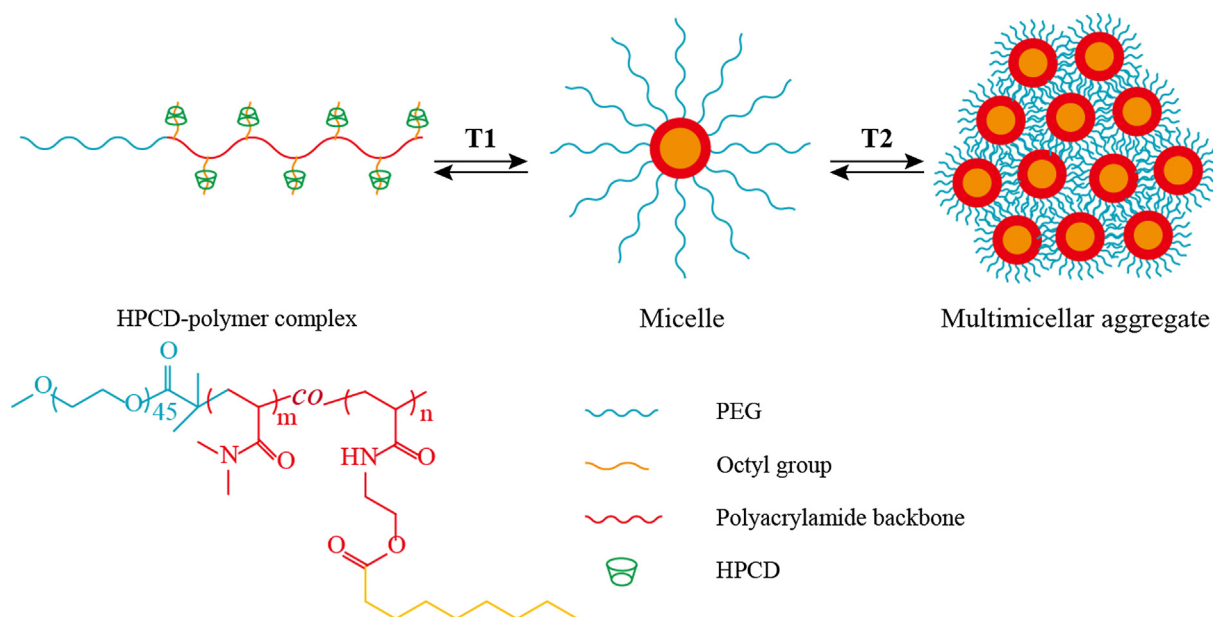 T1
T2
HPCD-polymer complex
Micelle
Multimicellar aggregate
O
O
O
45
O
m
co
n
N
O
HN
O
O
O
PEG
Octyl group
Polyacrylamide backbone
HPCD